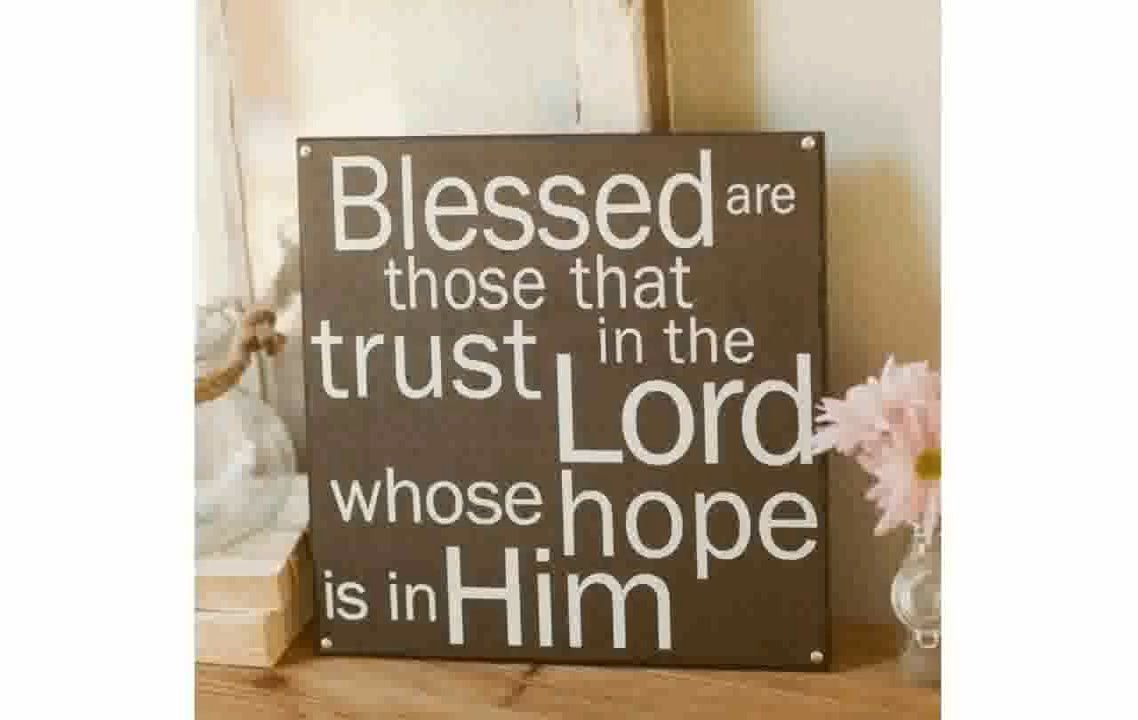 Blessed are
those that
trust in the
Lord
whose hope
is in Him